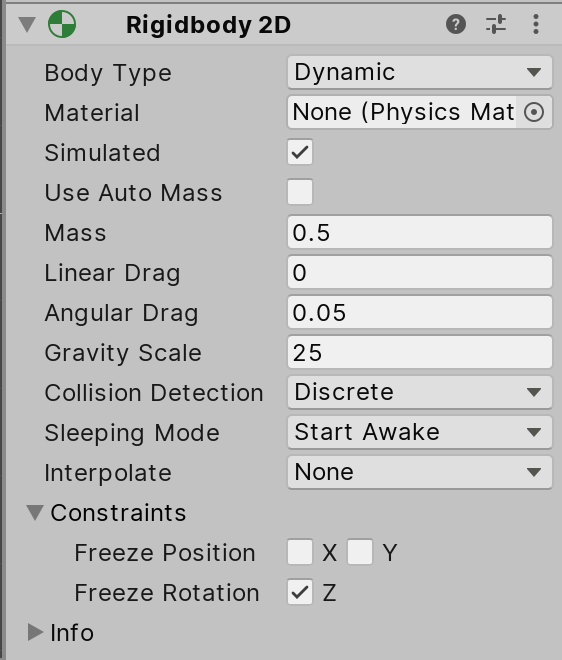 Rigidbody 2D
Body Type Dynamic
Material None (Physics Mat
Simulated
Use Auto Mass
Mass 0.5
Linear Drag 0
Angular Drag 0.05
Gravity Scale 25
Collision Detection Discrete
Sleeping Mode Start Awake
Interpolate None
Constraints
Freeze Position X Y
Freeze Rotation Z
Info